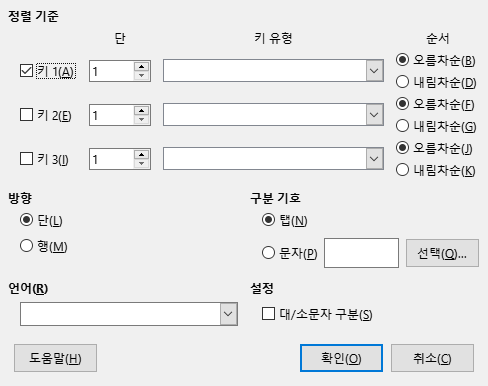 정렬 기준
단 키 유형 순서
키 1(A) 1 오름차순(B)
내림차순(D)
키 2(E) 1 오름차순(F)
내림차순(G)
키 3(I) 1 오름차순(J)
내림차순(K)
방향 구분 기호
단(L) 탭(N)
행(M) 문자(P) 선택(Q)...
언어(R) 설정
대/소문자 구분(S)
도움말(H) 확인(O) 취소(C)